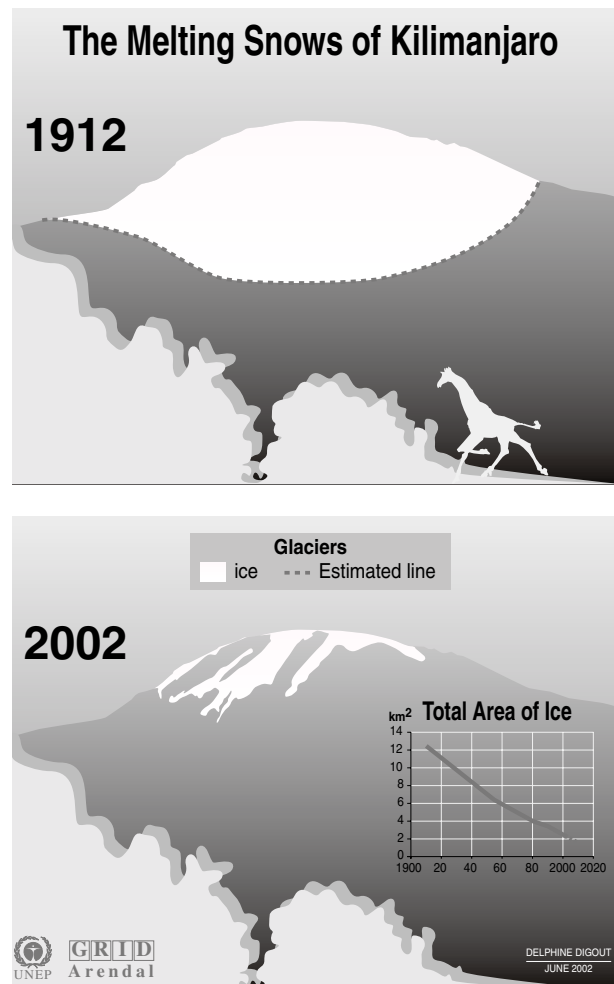 The Melting Snows of Kilimanjaro
1912
Glaciers
ice Estimated line
2002
km2 Total Area of Ice
14
12
10
8
6
4
2
0
1900 20 40 60 80 2000 2020
UNEP
GRID
Arendal
DELPHINE DIGOUT
JUNE 2002